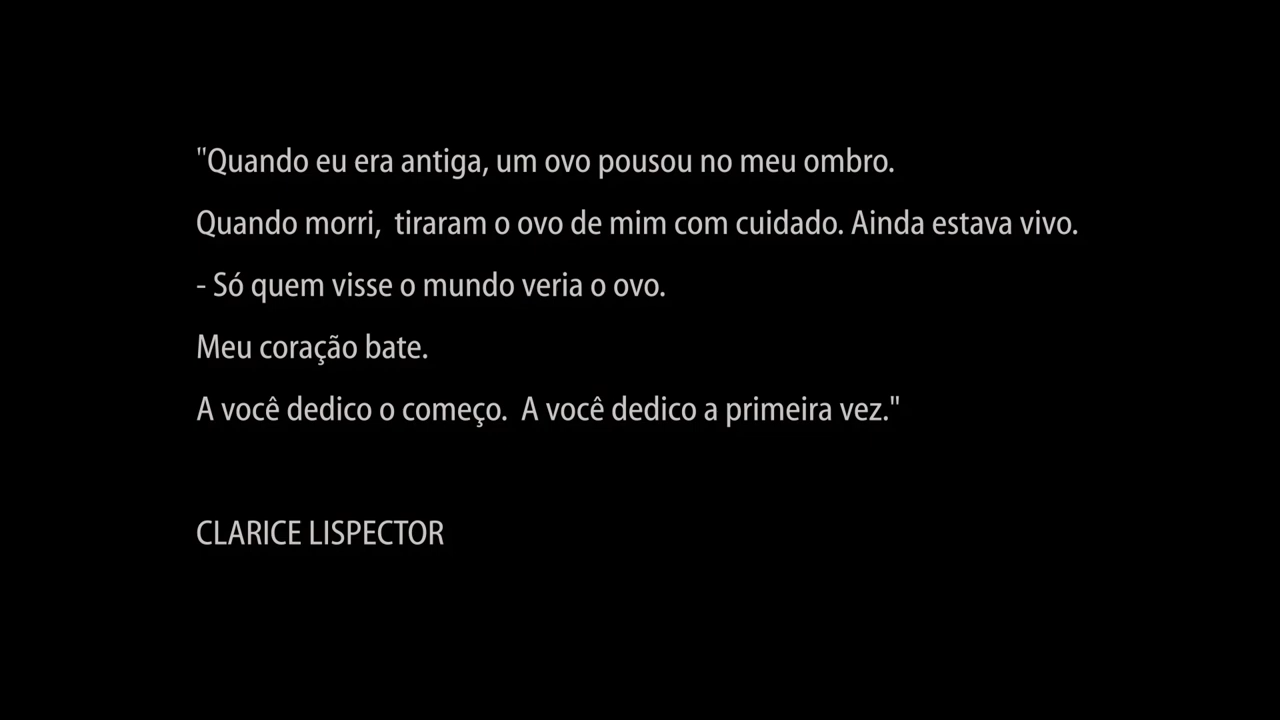 "Quando eu era antiga, um ovo pousou no meu ombro.
Quando morri,  tiraram o ovo de mim com cuidado. Ainda estava vivo.
- Só quem visse o mundo veria o ovo.
Meu coração bate.
A você dedico o começo.  A você dedico a primeira vez."
CLARICE LISPECTOR